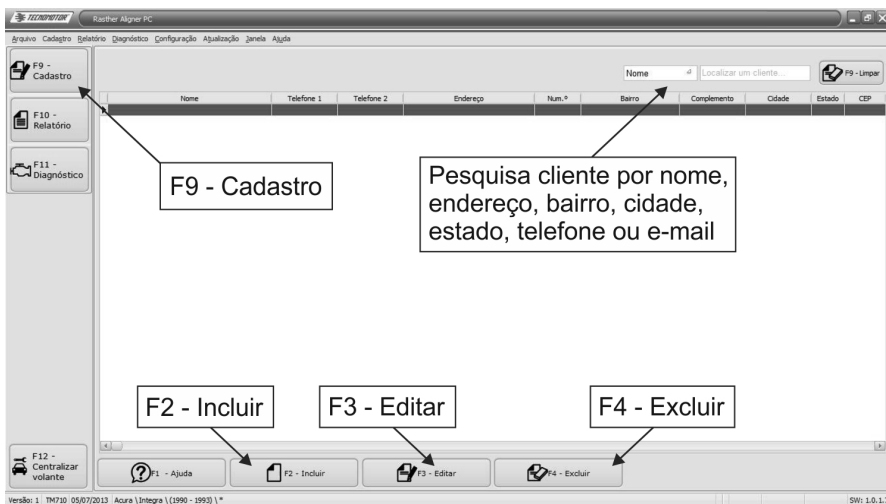 TECNOMOTOR Rasther Aligner PC
Arquivo Cadastro Relatório Diagnóstico Configuração Atualização Janela Ajuda
F9 -
Cadastro
Nome Localizar um cliente... F9 - Limpar
Nome Telefone 1 Telefone 2 Endereço Num.º Bairro Complemento Cidade Estado CEP
F10 -
Relatório
F11 -
Diagnóstico
F9 - Cadastro
Pesquisa cliente por nome,
endereço, bairro, cidade,
estado, telefone ou e-mail
F2 - Incluir
F3 - Editar
F4 - Excluir
F12 -
Centralizar
volante
F1 - Ajuda F2 - Incluir F3 - Editar F4 - Excluir
Versão: 1 TM710 05/07/2013 Acura \ Integra \ (1990 - 1993) \ * SW: 1.0.1.